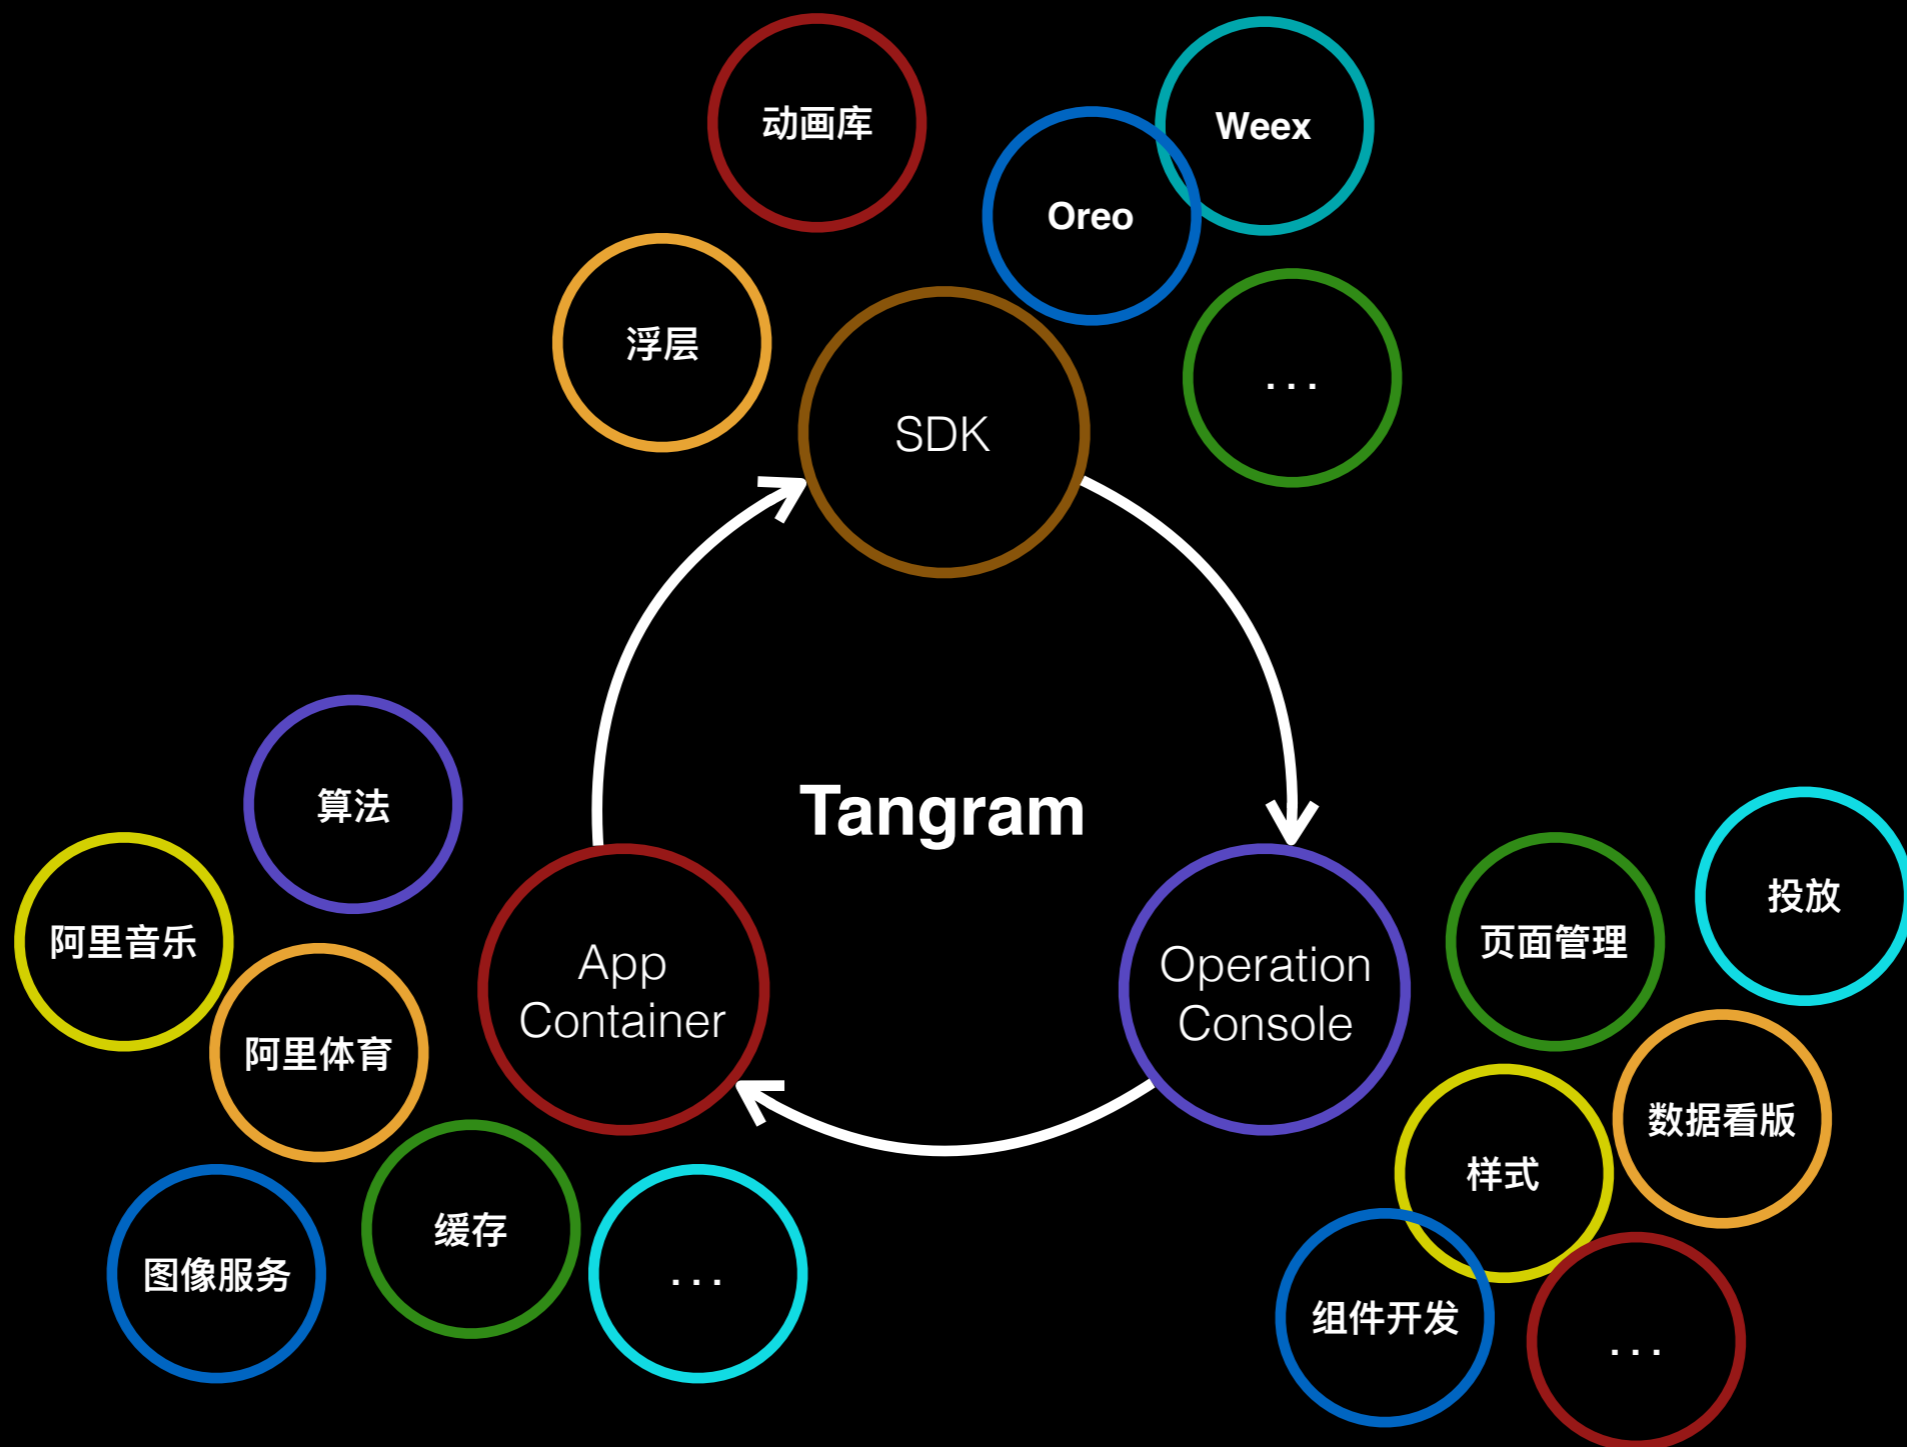 动画库
Weex
Oreo
浮层
...
SDK
Tangram
算法
阿里音乐
阿里体育
App
Container
缓存
图像服务
...
Operation
Console
页面管理
投放
数据看版
样式
组件开发
...